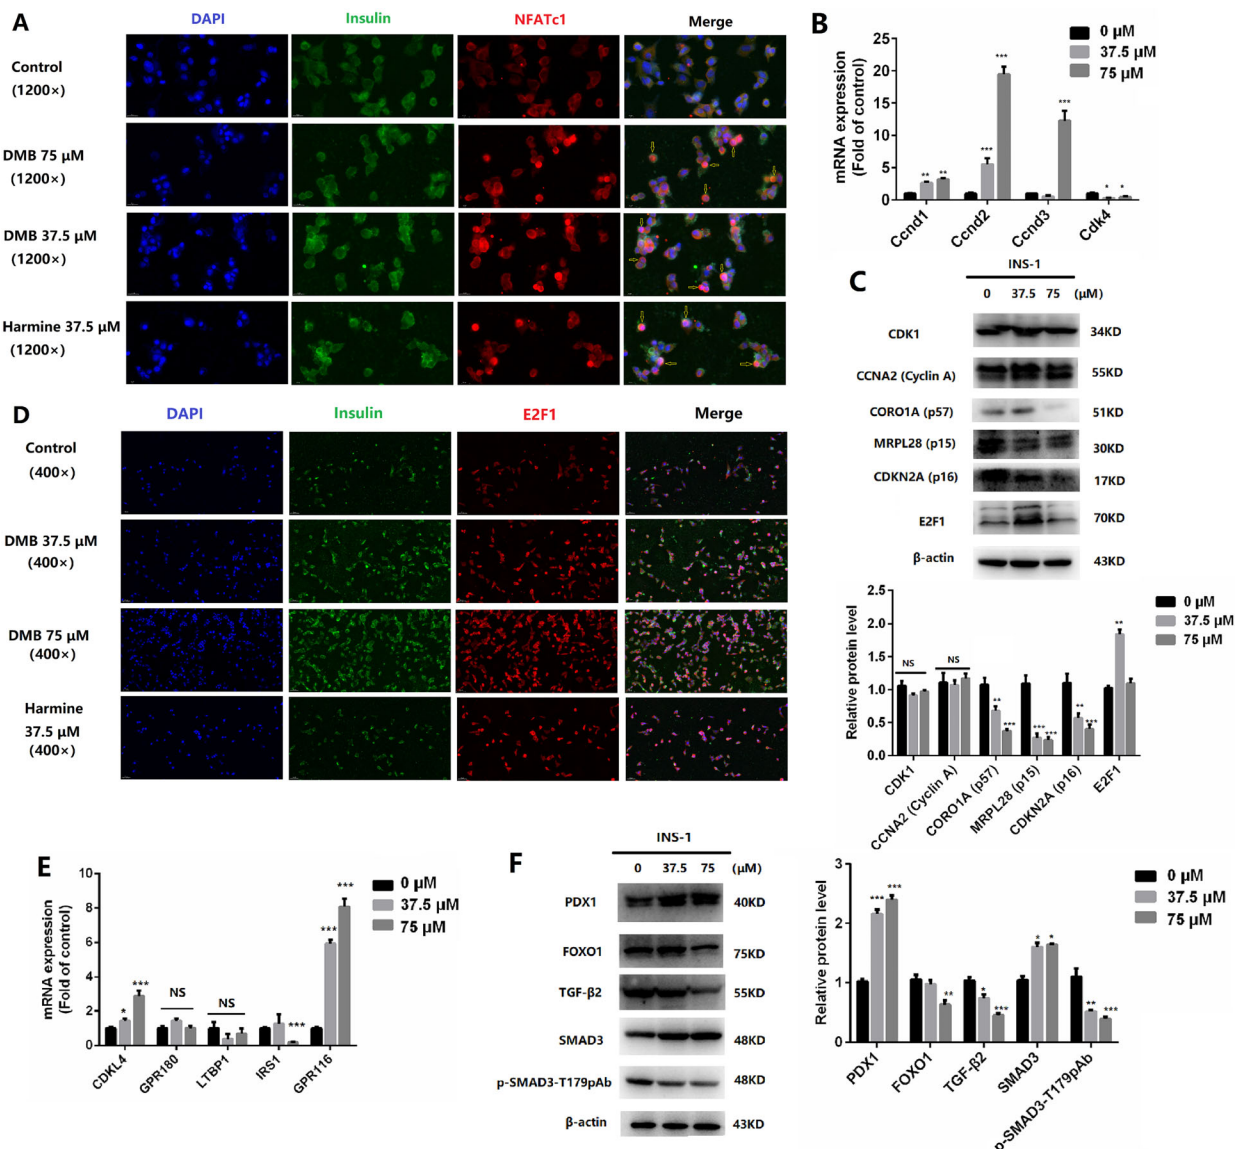 A
DAPI
Insulin
NFATc1
Merge
Control
(1200×)
DMB 75 μM
(1200×)
DMB 37.5 μM
(1200×)
Harmine 37.5 μM
(1200×)
B
mRNA expression
(Fold of control)
25
20
15
10
5
0
0 μM
37.5 μM
75 μM
** **
*** ***
***
* *
Ccnd1
Ccnd2
Ccnd3
Cdk4
C
INS-1
0 37.5 75 (μM)
CDK1 34KD
CCNA2 (Cyclin A) 55KD
CORO1A (p57) 51KD
MRPL28 (p15) 30KD
CDKN2A (p16) 17KD
E2F1 70KD
β-actin 43KD
Relative protein level
2.5
2.0
1.5
1.0
0.5
0.0
0 μM
37.5 μM
75 μM
NS
NS
** ***
*** ***
** ***
**
CDK1
CCNA2 (Cyclin A)
CORO1A (p57)
MRPL28 (p15)
CDKN2A (p16)
E2F1
D
DAPI
Insulin
E2F1
Merge
Control
(400×)
DMB 37.5 μM
(400×)
DMB 75 μM
(400×)
Harmine
37.5 μM
(400×)
E
mRNA expression
(Fold of control)
10
8
6
4
2
0
0 μM
37.5 μM
75 μM
* ***
NS
NS
***
*** ***
CDKL4
GPR180
LTBP1
IRS1
GPR116
F
INS-1
0 37.5 75 (μM)
PDX1 40KD
FOXO1 75KD
TGF-β2 55KD
SMAD3 48KD
p-SMAD3-T179pAb 48KD
β-actin 43KD
Relative protein level
3
2
1
0
0 μM
37.5 μM
75 μM
*** ***
**
* ***
* *
** ***
PDX1
FOXO1
TGF-β2
SMAD3
p-SMAD3-T179pAb